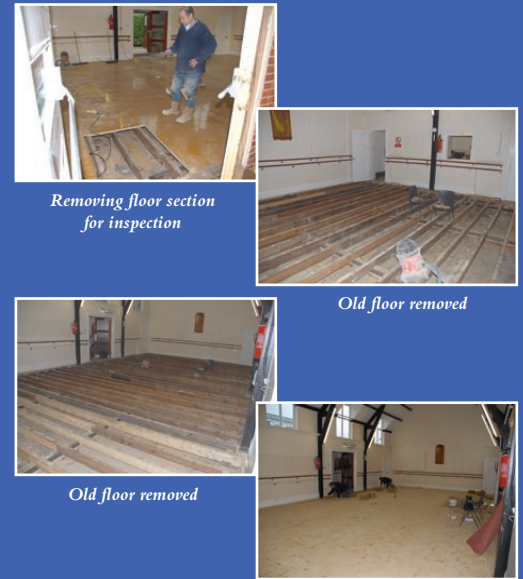 Removing floor section
for inspection
Old floor removed
Old floor removed